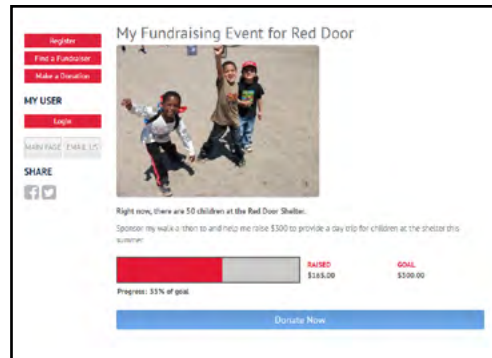 My Fundraising Event for Red Door
Register
Find a Fundraiser
Make a Donation
MY USER
Login
MAIN PAGE EMAIL US
SHARE
Right now, there are 50 children at the Red Door Shelter.
Sponsor my walk-a-thon to and help me raise $300 to provide a day trip for children at the shelter this
summer
RAISED GOAL
$165.00 $300.00
Progress: 55% of goal
Donate Now